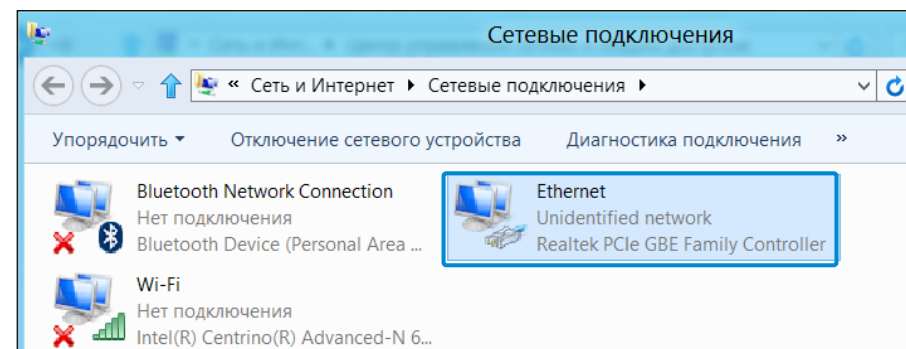 Сетевые подключения
« Сеть и Интернет Сетевые подключения
Упорядочить Отключение сетевого устройства Диагностика подключения »
Bluetooth Network Connection
Нет подключения
Bluetooth Device (Personal Area ...
Ethernet
Unidentified network
Realtek PCIe GBE Family Controller
Wi-Fi
Нет подключения
Intel(R) Centrino(R) Advanced-N 6...